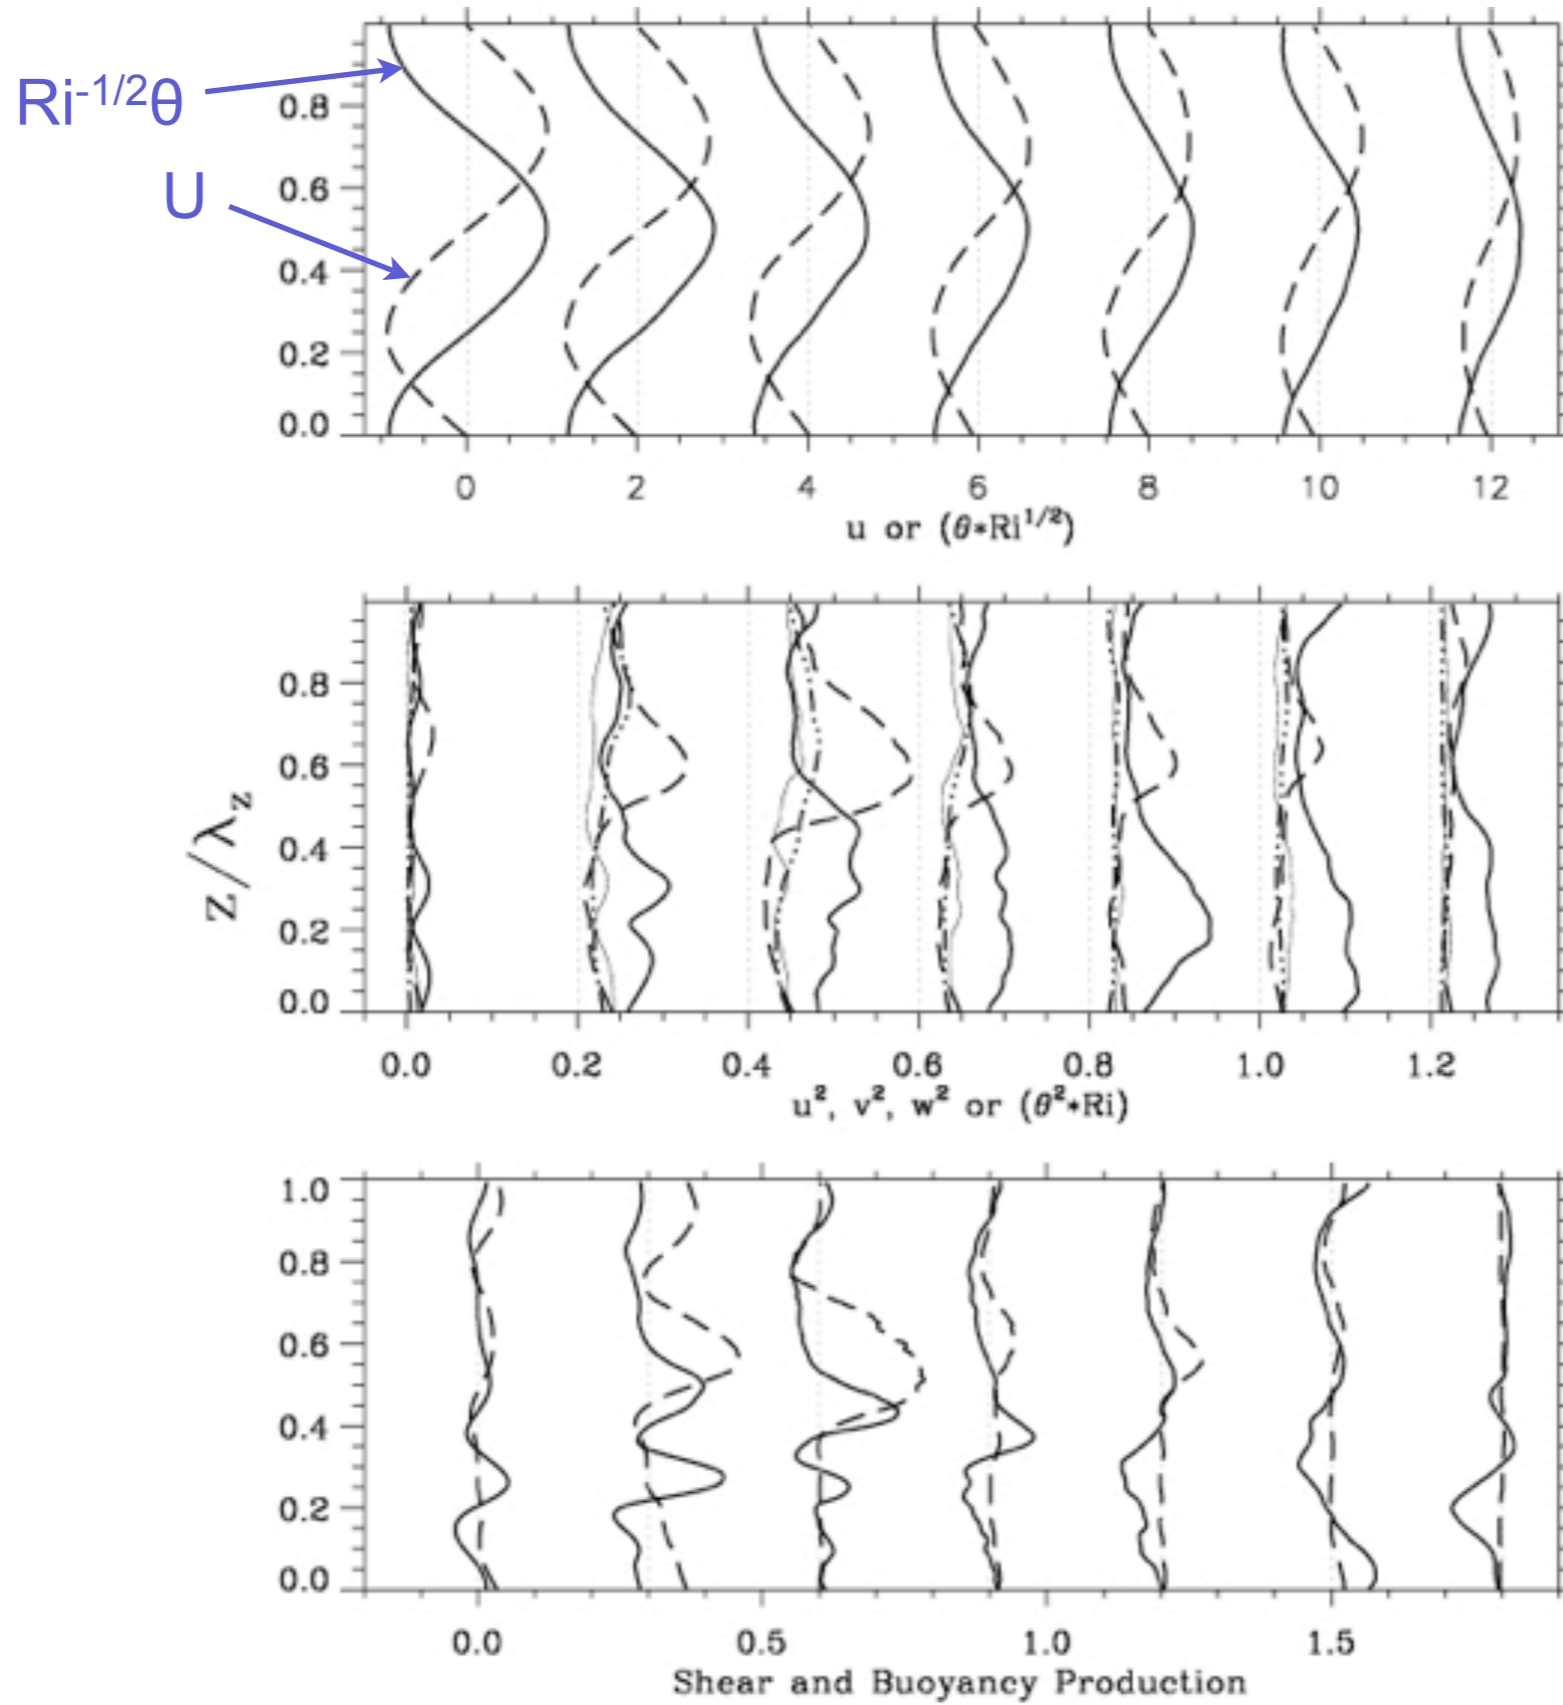 Ri-1/2θ
U
0.8
0.6
0.4
0.2
0.0
0 2 4 6 8 10 12
u or (θ*Ri1/2)
Z/λz
0.8
0.6
0.4
0.2
0.0
0.0 0.2 0.4 0.6 0.8 1.0 1.2
u², v², w² or (θ²*Ri)
1.0
0.8
0.6
0.4
0.2
0.0
0.0 0.5 1.0 1.5
Shear and Buoyancy Production